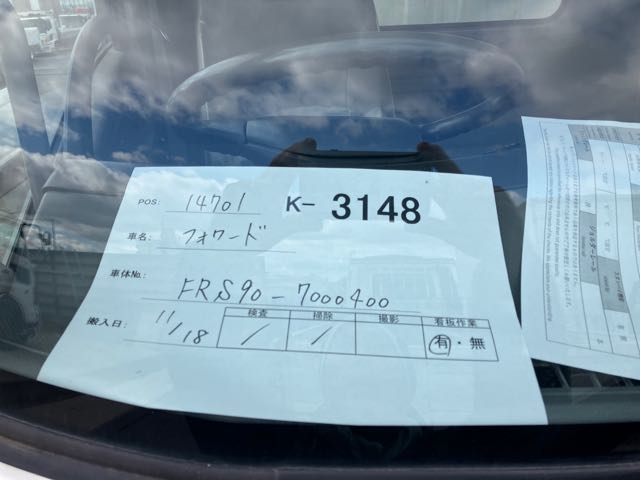 POS: 14701 K- 3148
車名: フォワード
車体No.: FRS90-7000400
搬入日: 11/18
検査 掃除 撮影 看板作業
/ / 有・無